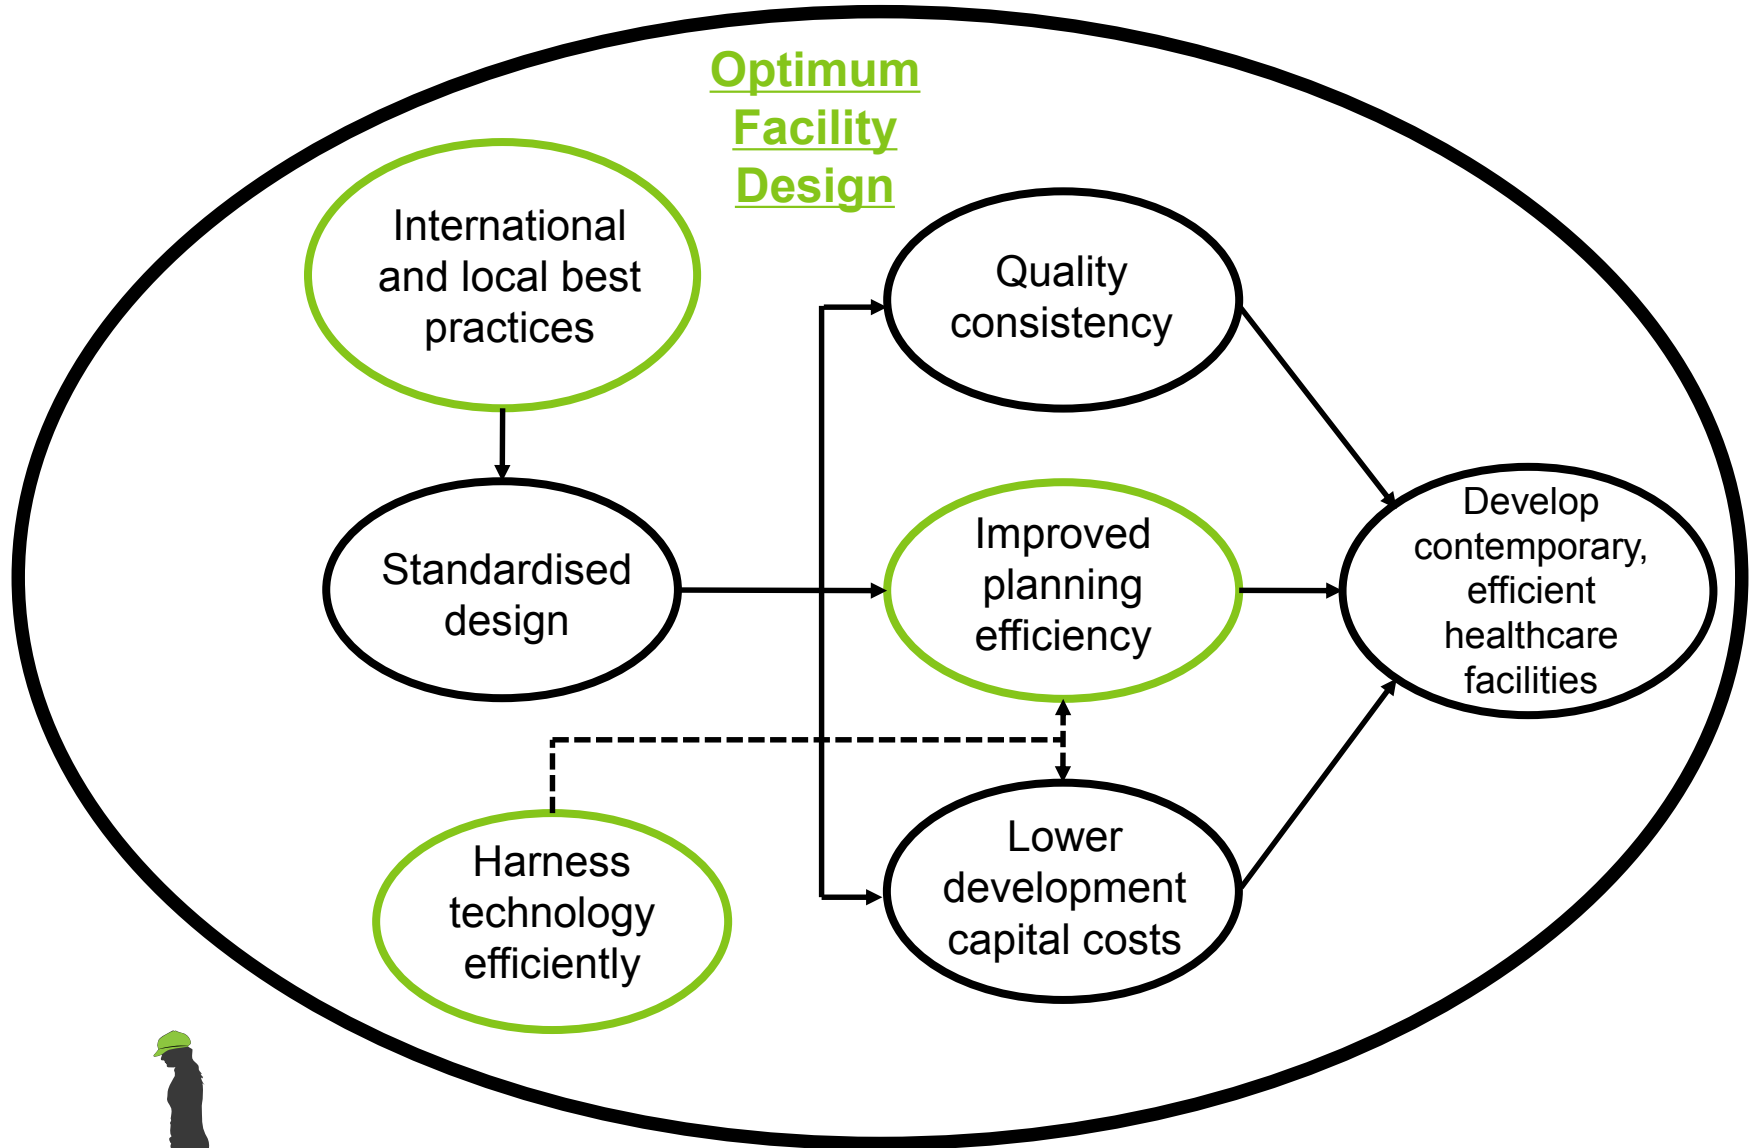 Optimum
Facility
Design
International
and local best
practices
Quality
consistency
Standardised
design
Improved
planning
efficiency
Develop
contemporary,
efficient
healthcare
facilities
Harness
technology
efficiently
Lower
development
capital costs